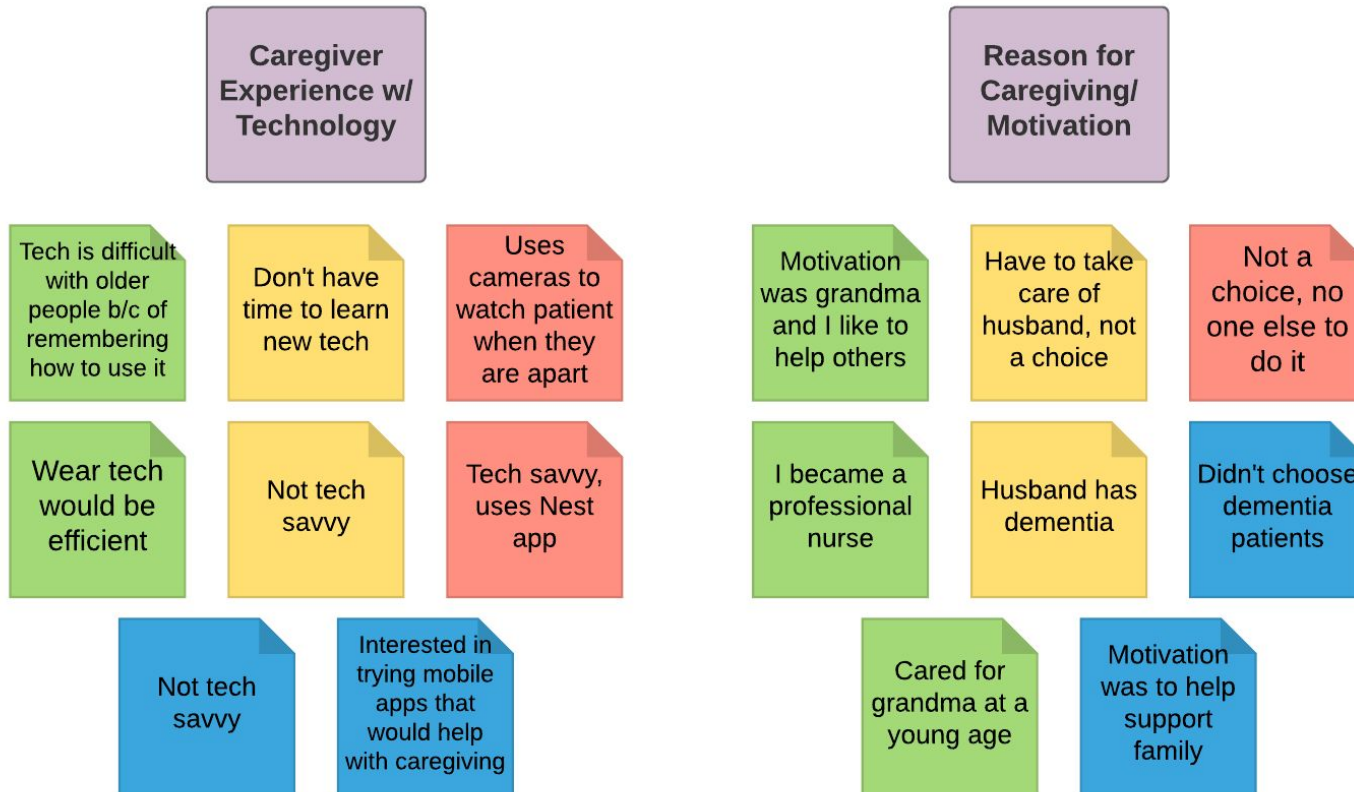 Caregiver
Experience w/
Technology
Reason for
Caregiving/
Motivation
Tech is difficult
with older
people b/c of
remembering
how to use it
Don't have
time to learn
new tech
Uses
cameras to
watch patient
when they
are apart
Wear tech
would be
efficient
Not tech
savvy
Tech savvy,
uses Nest
app
Not tech
savvy
Interested in
trying mobile
apps that
would help
with caregiving
Motivation
was grandma
and I like to
help others
Have to take
care of
husband, not
a choice
Not a
choice, no
one else to
do it
I became a
professional
nurse
Husband has
dementia
Didn't choose
dementia
patients
Cared for
grandma at a
young age
Motivation
was to help
support
family